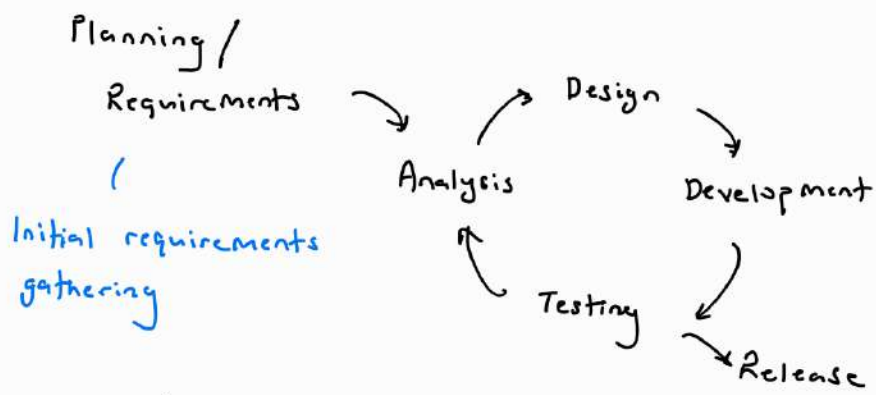 Planning /
Requirements
Initial requirements
gathering
Analysis
Design
Development
Testing
Release